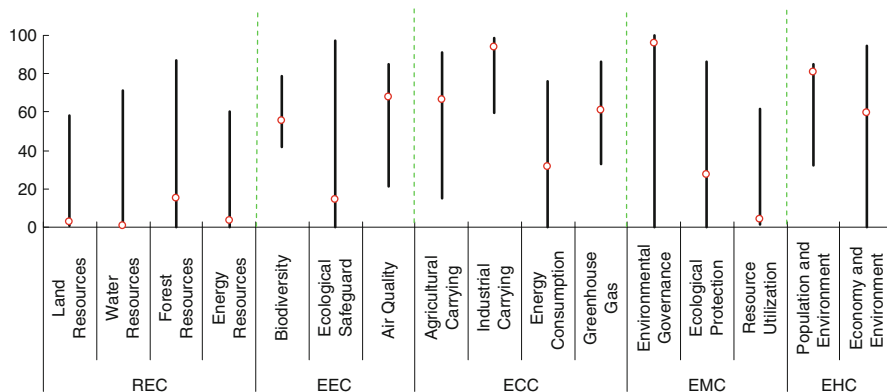 100
80
60
40
20
0
Land
Resources
Water
Resources
Forest
Resources
Energy
Resources
Biodiversity
Ecological
Safeguard
Air Quality
Agricultural
Carrying
Industrial
Carrying
Energy
Consumption
Greenhouse
Gas
Environmental
Governance
Ecological
Protection
Resource
Utilization
Population and
Environment
Economy and
Environment
REC
EEC
ECC
EMC
EHC